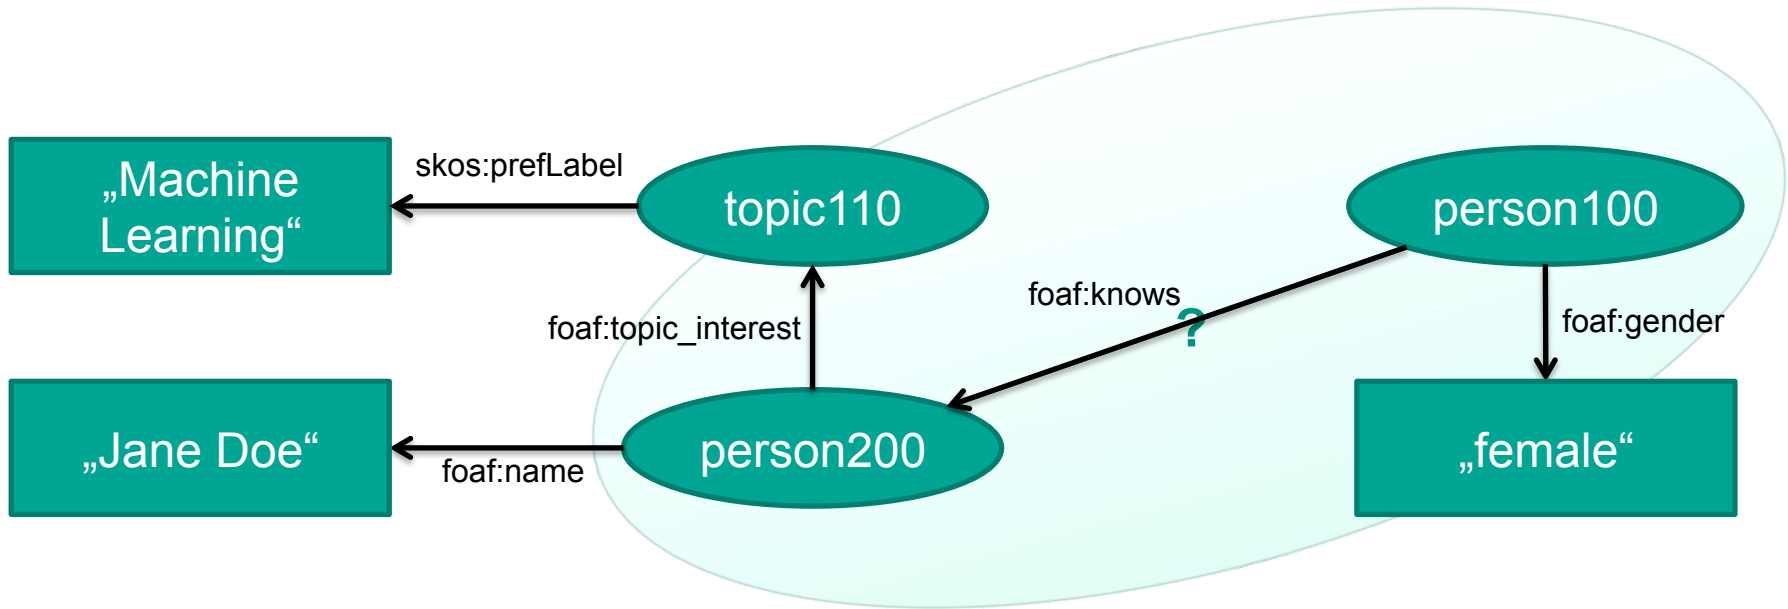 „Machine
Learning“
skos:prefLabel
topic110
person100
foaf:topic_interest
foaf:knows
?
foaf:gender
„Jane Doe“
foaf:name
person200
„female“